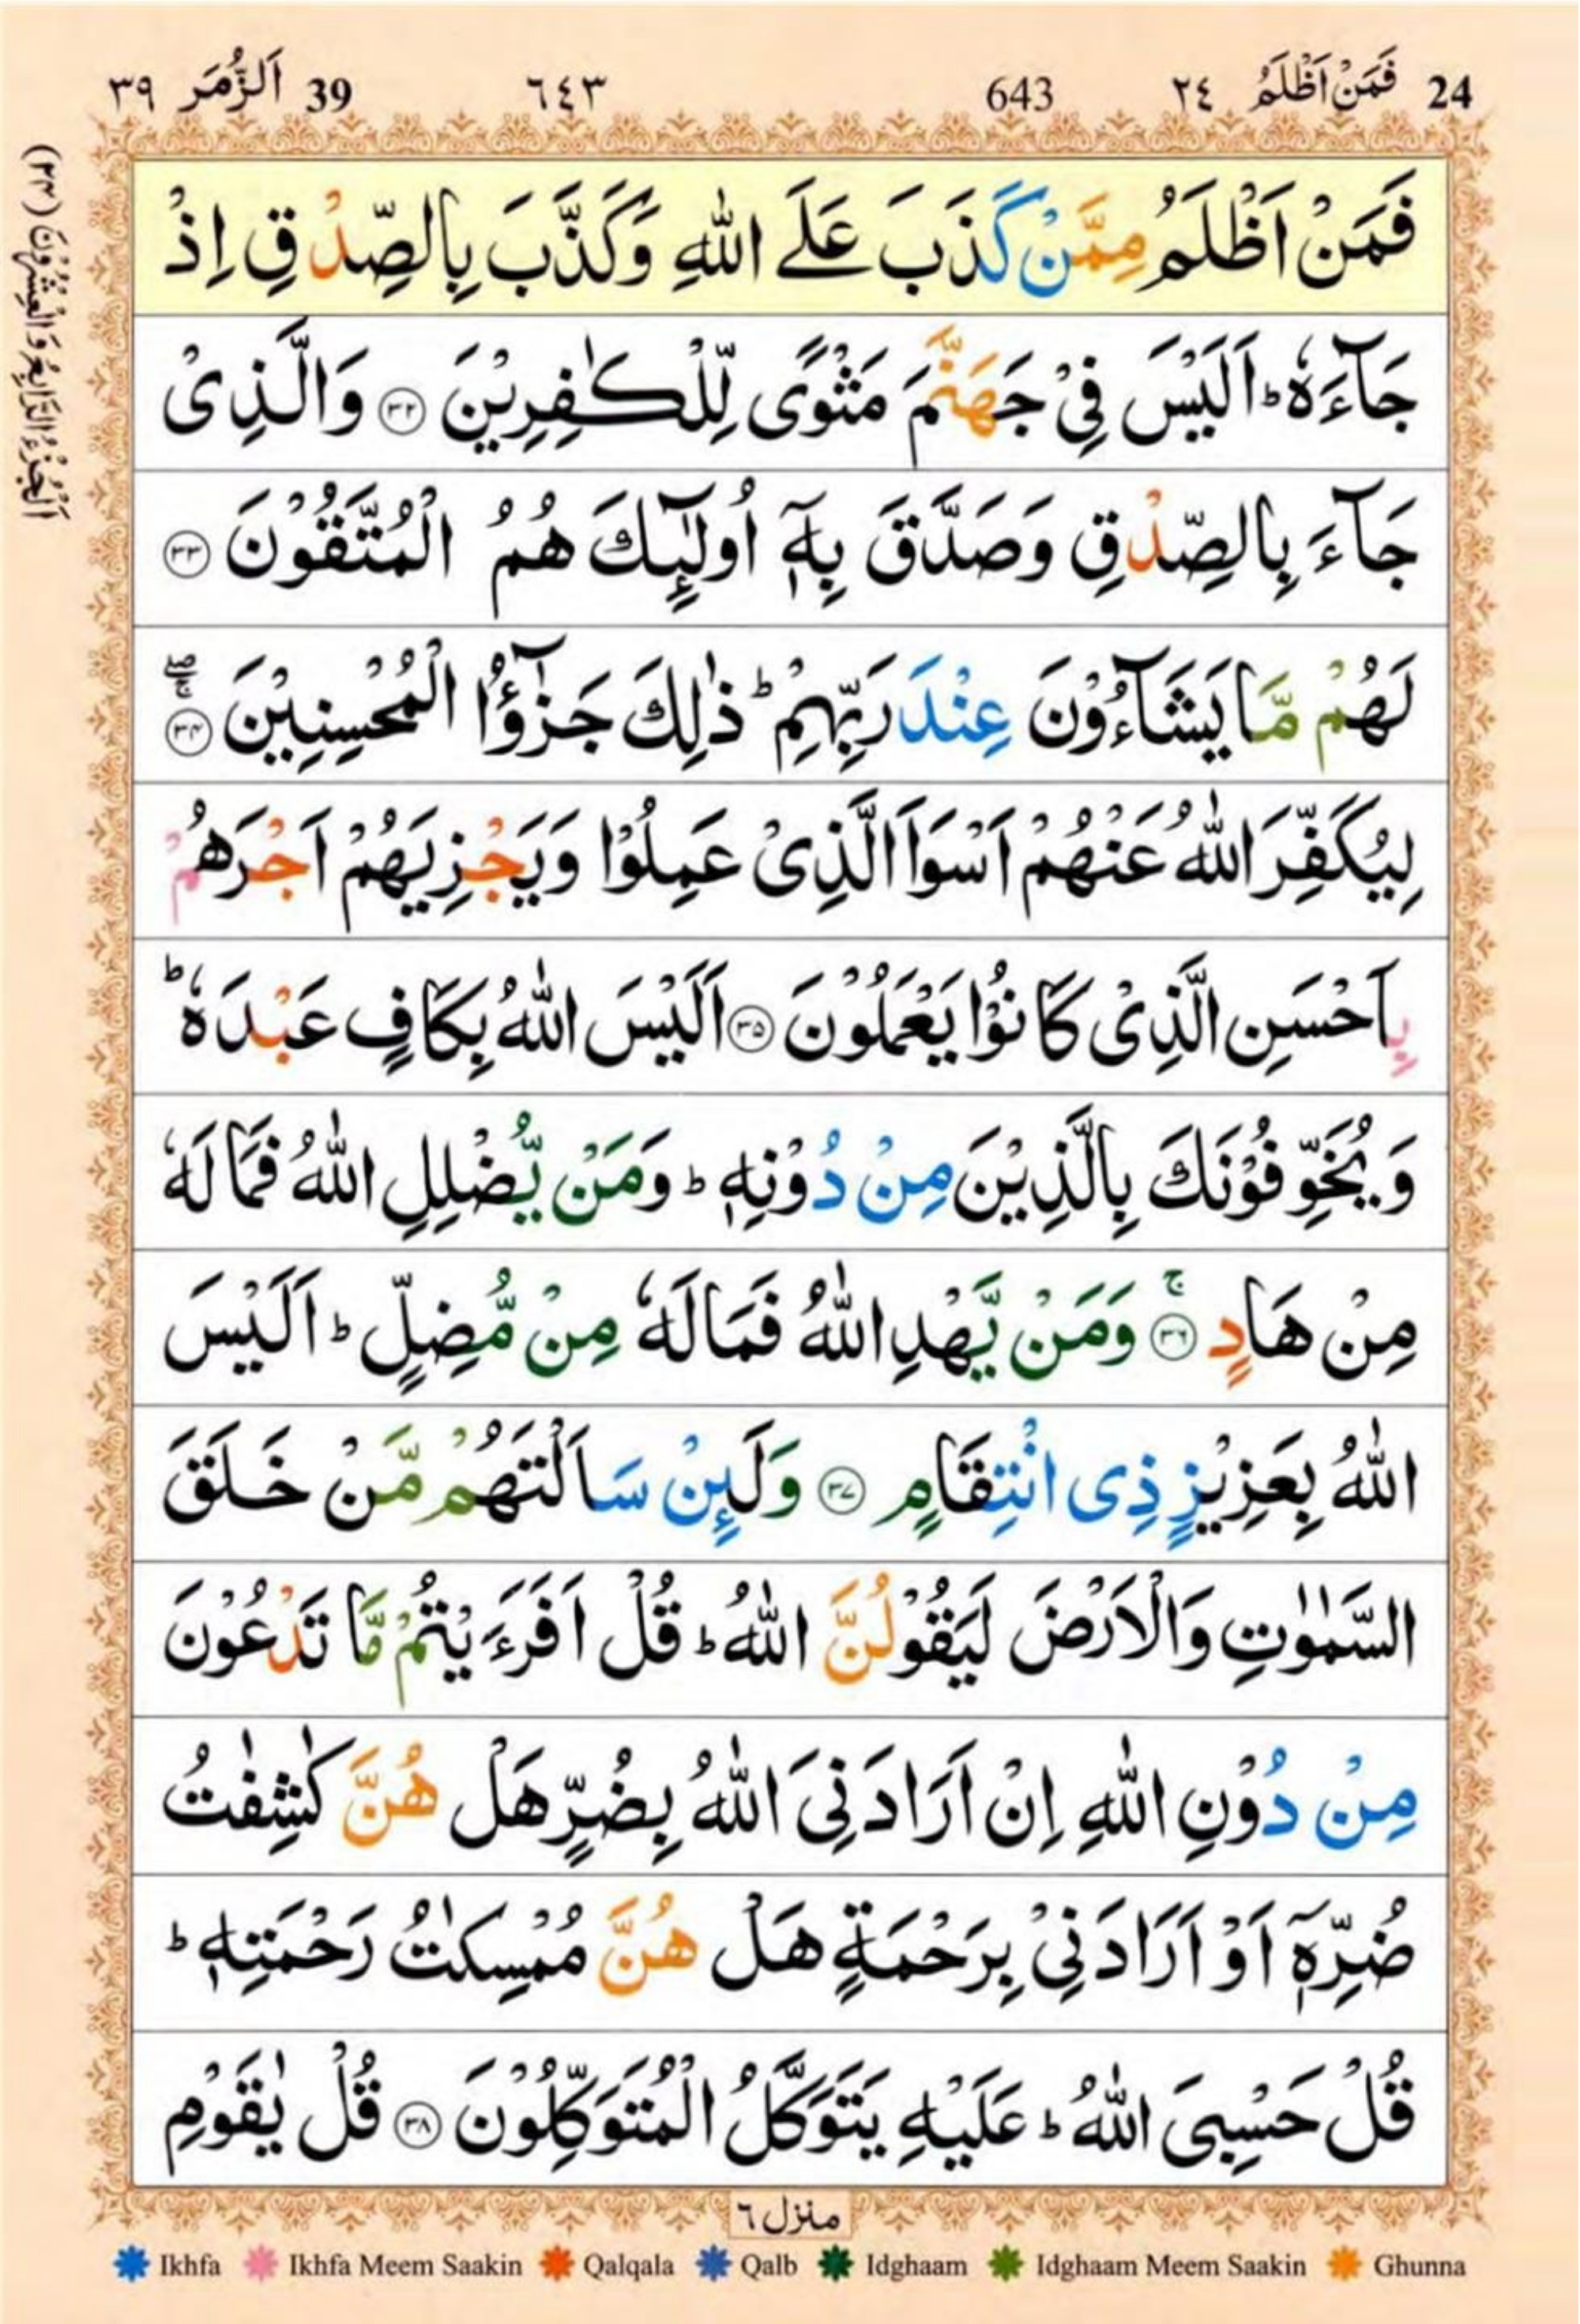 24 فَمَنْ اَظْلَمُ ٢٤ 643 ٦٤٣ 39 اَلزُّمَر ٣٩
اَلْجُزْءُ الرَّابِعُ وَ الْعِشْرُوْنَ (٢٤)
فَمَنْ اَظْلَمُ مِمَّنْ كَذَبَ عَلَے اللّٰهِ وَكَذَّبَ بِالصِّدْقِ اِذْ
جَآءَهٗ ؕ اَلَيْسَ فِىْ جَهَنَّمَ مَثْوًى لِّلْكٰفِرِيْنَ ۝٣٢ وَالَّذِىْ
جَآءَ بِالصِّدْقِ وَصَدَّقَ بِهٖۤ اُولٰٓئِكَ هُمُ الْمُتَّقُوْنَ ۝٣٣
لَهُمْ مَّا يَشَآءُوْنَ عِنْدَ رَبِّهِمْ ؕ ذٰلِكَ جَزٰٓؤُا الْمُحْسِنِيْنَ ۝٣٤
لِيُكَفِّرَ اللّٰهُ عَنْهُمْ اَسْوَاَ الَّذِىْ عَمِلُوْا وَيَجْزِيَهُمْ اَجْرَهُمْ
بِاَحْسَنِ الَّذِىْ كَانُوْا يَعْمَلُوْنَ ۝٣٥ اَلَيْسَ اللّٰهُ بِكَافٍ عَبْدَهٗ ؕ
وَيُخَوِّفُوْنَكَ بِالَّذِيْنَ مِنْ دُوْنِهٖ ؕ وَمَنْ يُّضْلِلِ اللّٰهُ فَمَا لَهٗ
مِنْ هَادٍ ۚ ۝٣٦ وَمَنْ يَّهْدِ اللّٰهُ فَمَا لَهٗ مِنْ مُّضِلٍّ ؕ اَلَيْسَ
اللّٰهُ بِعَزِيْزٍ ذِى انْتِقَامٍ ۝٣٧ وَلَئِنْ سَاَلْتَهُمْ مَّنْ خَلَقَ
السَّمٰوٰتِ وَالْاَرْضَ لَيَقُوْلُنَّ اللّٰهُ ؕ قُلْ اَفَرَءَيْتُمْ مَّا تَدْعُوْنَ
مِنْ دُوْنِ اللّٰهِ اِنْ اَرَادَنِىَ اللّٰهُ بِضُرٍّ هَلْ هُنَّ كٰشِفٰتُ
ضُرِّهٖۤ اَوْ اَرَادَنِىْ بِرَحْمَةٍ هَلْ هُنَّ مُمْسِكٰتُ رَحْمَتِهٖ ؕ
قُلْ حَسْبِىَ اللّٰهُ ؕ عَلَيْهِ يَتَوَكَّلُ الْمُتَوَكِّلُوْنَ ۝٣٨ قُلْ يٰقَوْمِ
منزل ٦
Ikhfa Ikhfa Meem Saakin Qalqala Qalb Idghaam Idghaam Meem Saakin Ghunna